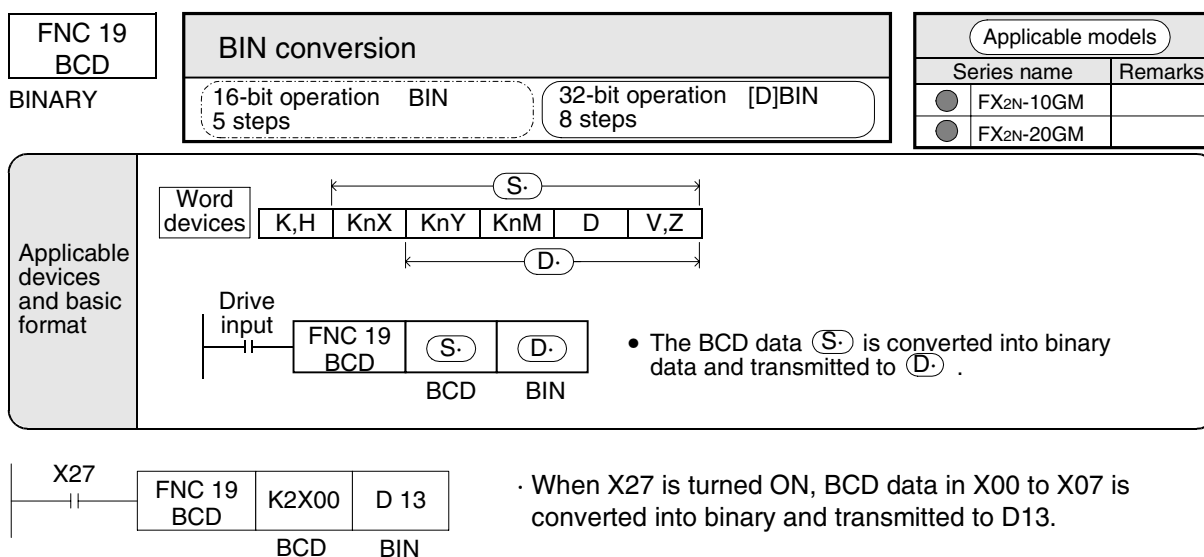 FNC 19
BCD
BINARY
BIN conversion
16-bit operation BIN
5 steps
32-bit operation [D]BIN
8 steps
Applicable models
Series name Remarks
FX2N-10GM
FX2N-20GM
Applicable
devices
and basic
format
Word
devices
S·
K,H KnX KnY KnM D V,Z
D·
Drive
input
FNC 19
BCD
S· D·
BCD BIN
• The BCD data S· is converted into binary
data and transmitted to D· .
X27
FNC 19
BCD
K2X00 D 13
BCD BIN
· When X27 is turned ON, BCD data in X00 to X07 is
converted into binary and transmitted to D13.